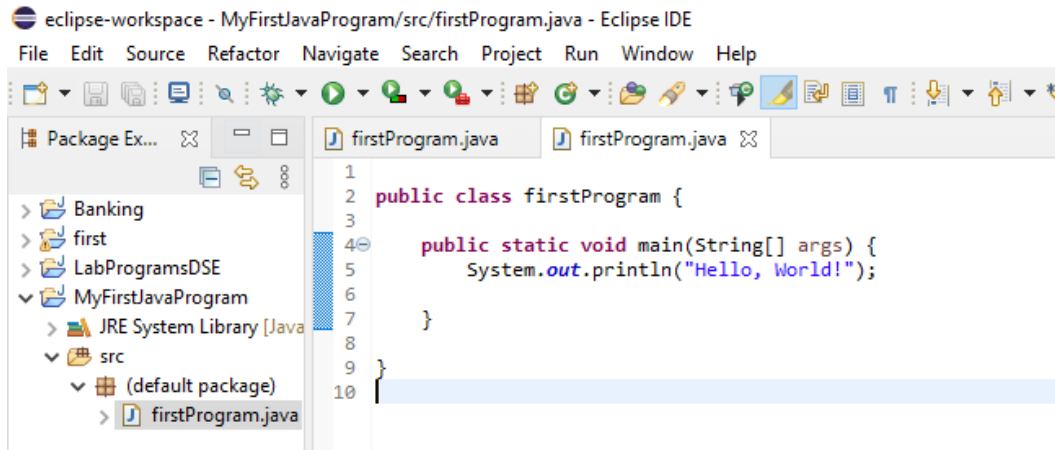 eclipse-workspace - MyFirstJavaProgram/src/firstProgram.java - Eclipse IDE
File Edit Source Refactor Navigate Search Project Run Window Help
Package Ex...
Banking
first
LabProgramsDSE
MyFirstJavaProgram
JRE System Library [Java
src
(default package)
firstProgram.java
firstProgram.java firstProgram.java
1
2 public class firstProgram {
3
4 public static void main(String[] args) {
5 System.out.println("Hello, World!");
6
7 }
8
9 }
10